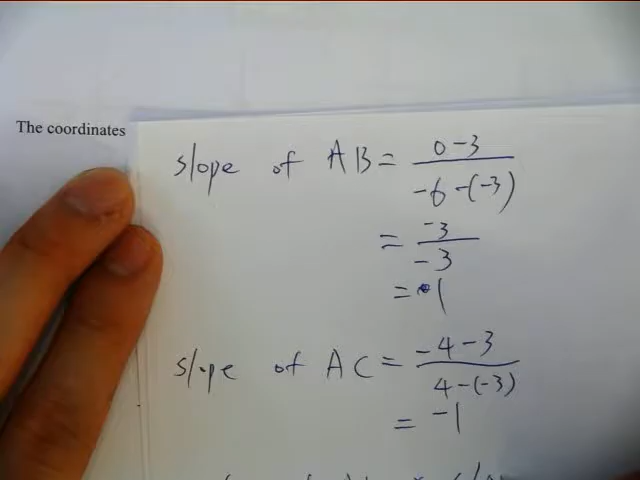 The coordinates
slope of AB = 0-3 / -6-(-3)
= -3 / -3
= 1
slope of AC = -4-3 / 4-(-3)
= -1